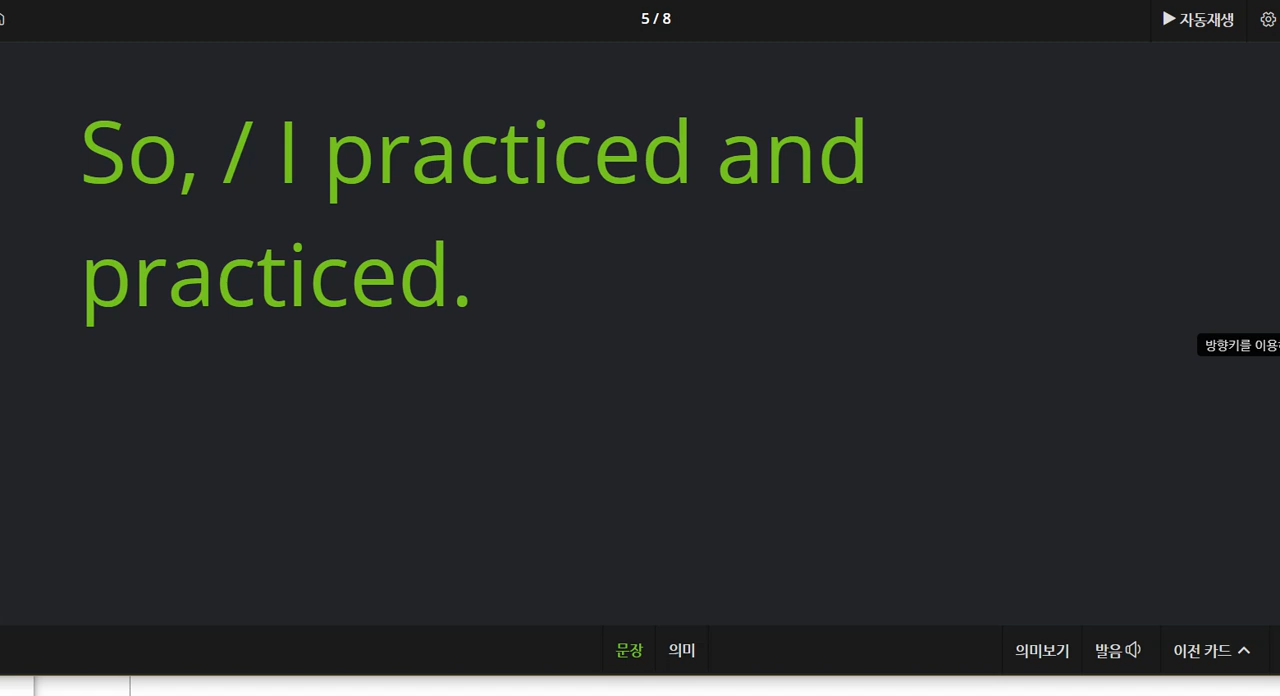 5 / 8
▶ 자동재생
So, / I practiced and
practiced.
방향키를 이용
문장
의미
의미보기
발음
이전 카드